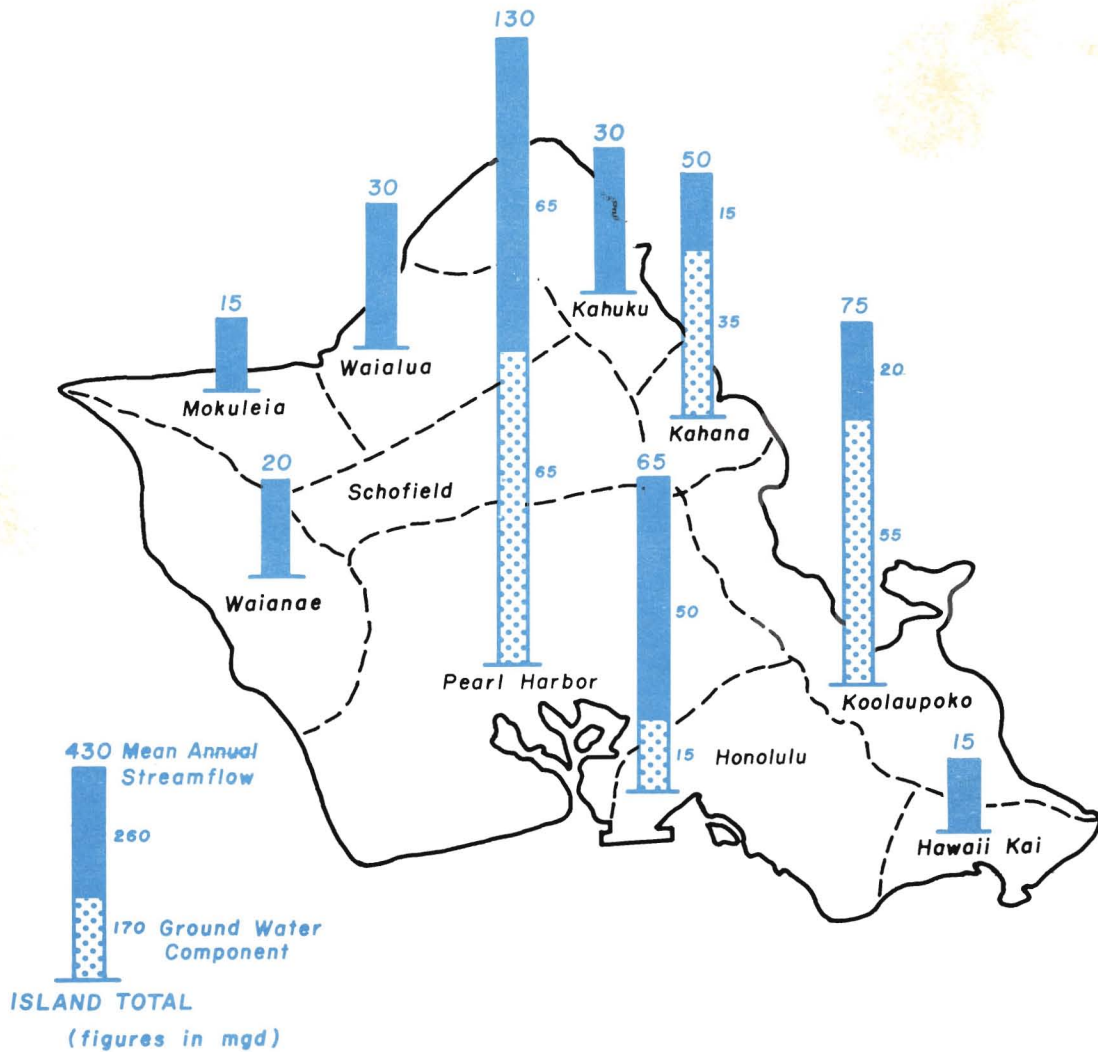 130
30
50
30
65
15
15
Kahuku
35
75
Waialua
20
Mokuleia
Kahana
20
65
Schofield
65
55
Waianae
50
Pearl Harbor
Koolaupoko
15
Honolulu
15
Hawaii Kai
430 Mean Annual
Streamflow
260
170 Ground Water
Component
ISLAND TOTAL
(figures in mgd)